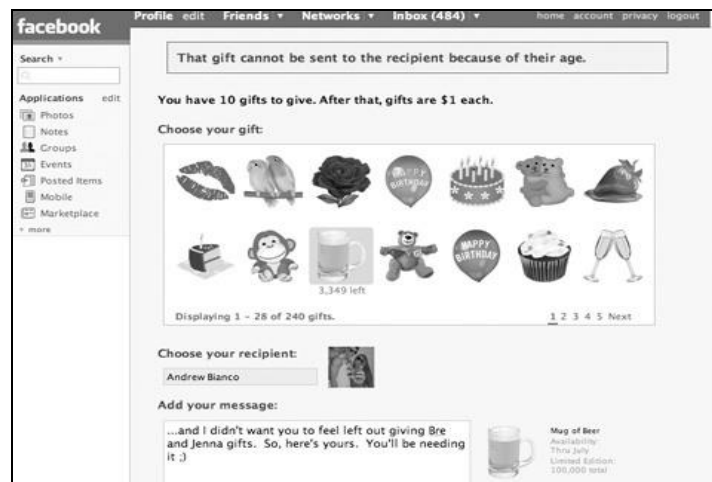 facebook
Profile edit Friends ▾ Networks ▾ Inbox (484) ▾ home account privacy logout
Search ▾
Applications edit
Photos
Notes
Groups
Events
Posted Items
Mobile
Marketplace
▾ more
That gift cannot be sent to the recipient because of their age.
You have 10 gifts to give. After that, gifts are $1 each.
Choose your gift:
HAPPY
BIRTHDAY
HAPPY
BIRTHDAY
3,349 left
Displaying 1 - 28 of 240 gifts.
1 2 3 4 5 Next
Choose your recipient:
Andrew Bianco
Add your message:
...and I didn't want you to feel left out giving Bre
and Jenna gifts. So, here's yours. You'll be needing
it ;)
Mug of Beer
Availability:
Thru July
Limited Edition:
100,000 total